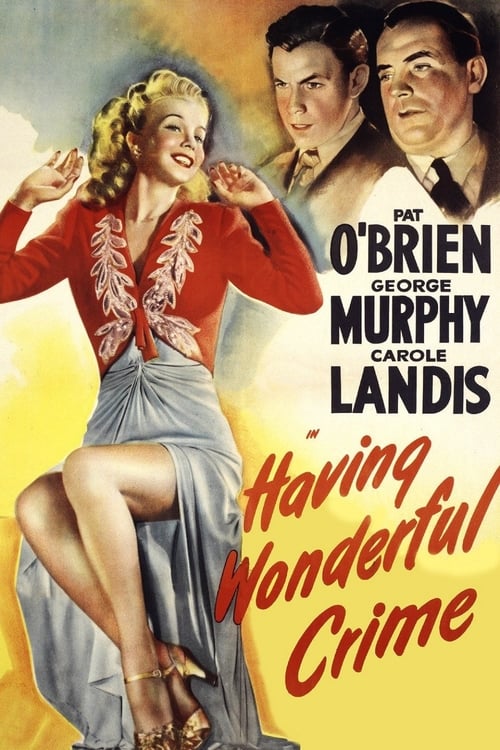 PAT
O'BRIEN
GEORGE
MURPHY
CAROLE
LANDIS
IN
Having
Wonderful
Crime